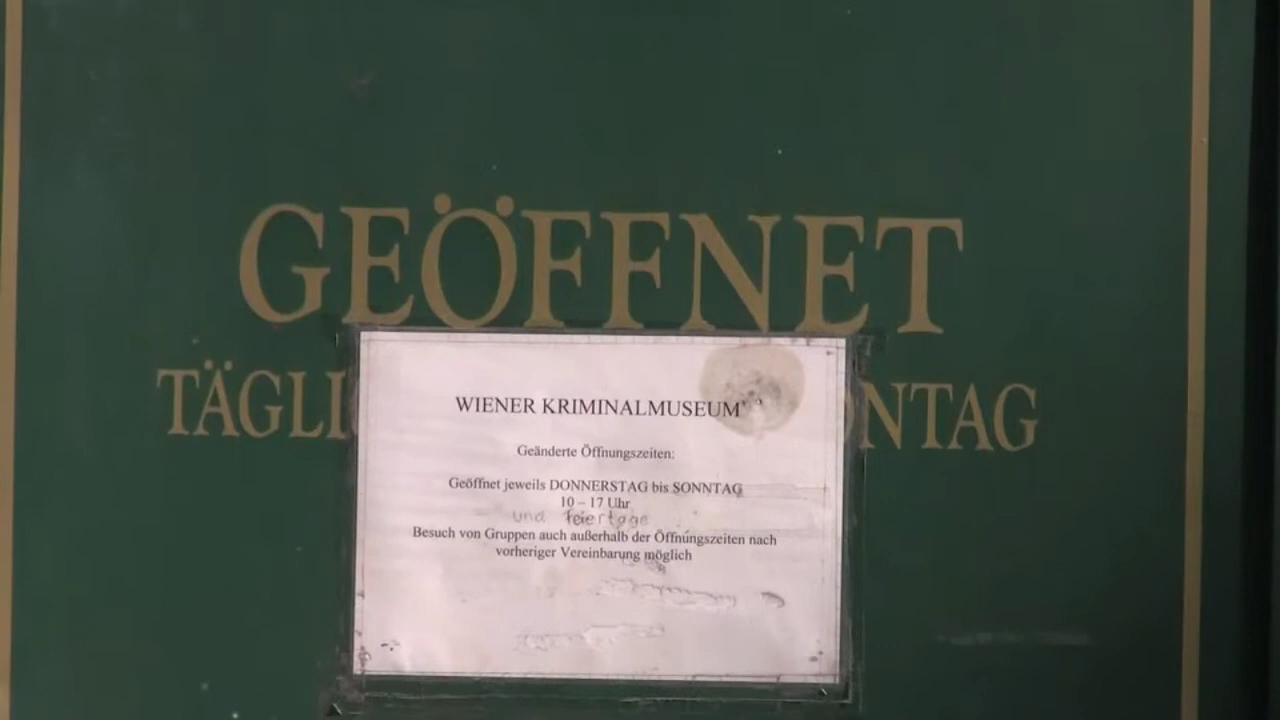 GEÖFFNET
TÄGLI NTAG
WIENER KRIMINALMUSEUM
Geänderte Öffnungszeiten:
Geöffnet jeweils DONNERSTAG bis SONNTAG
10 – 17 Uhr
und Feiertage
Besuch von Gruppen auch außerhalb der Öffnungszeiten nach
vorheriger Vereinbarung möglich